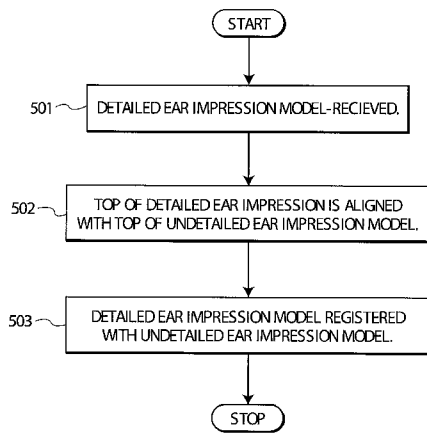 START
501
DETAILED EAR IMPRESSION MODEL-RECIEVED.
502
TOP OF DETAILED EAR IMPRESSION IS ALIGNED
WITH TOP OF UNDETAILED EAR IMPRESSION MODEL.
503
DETAILED EAR IMPRESSION MODEL REGISTERED
WITH UNDETAILED EAR IMPRESSION MODEL.
STOP